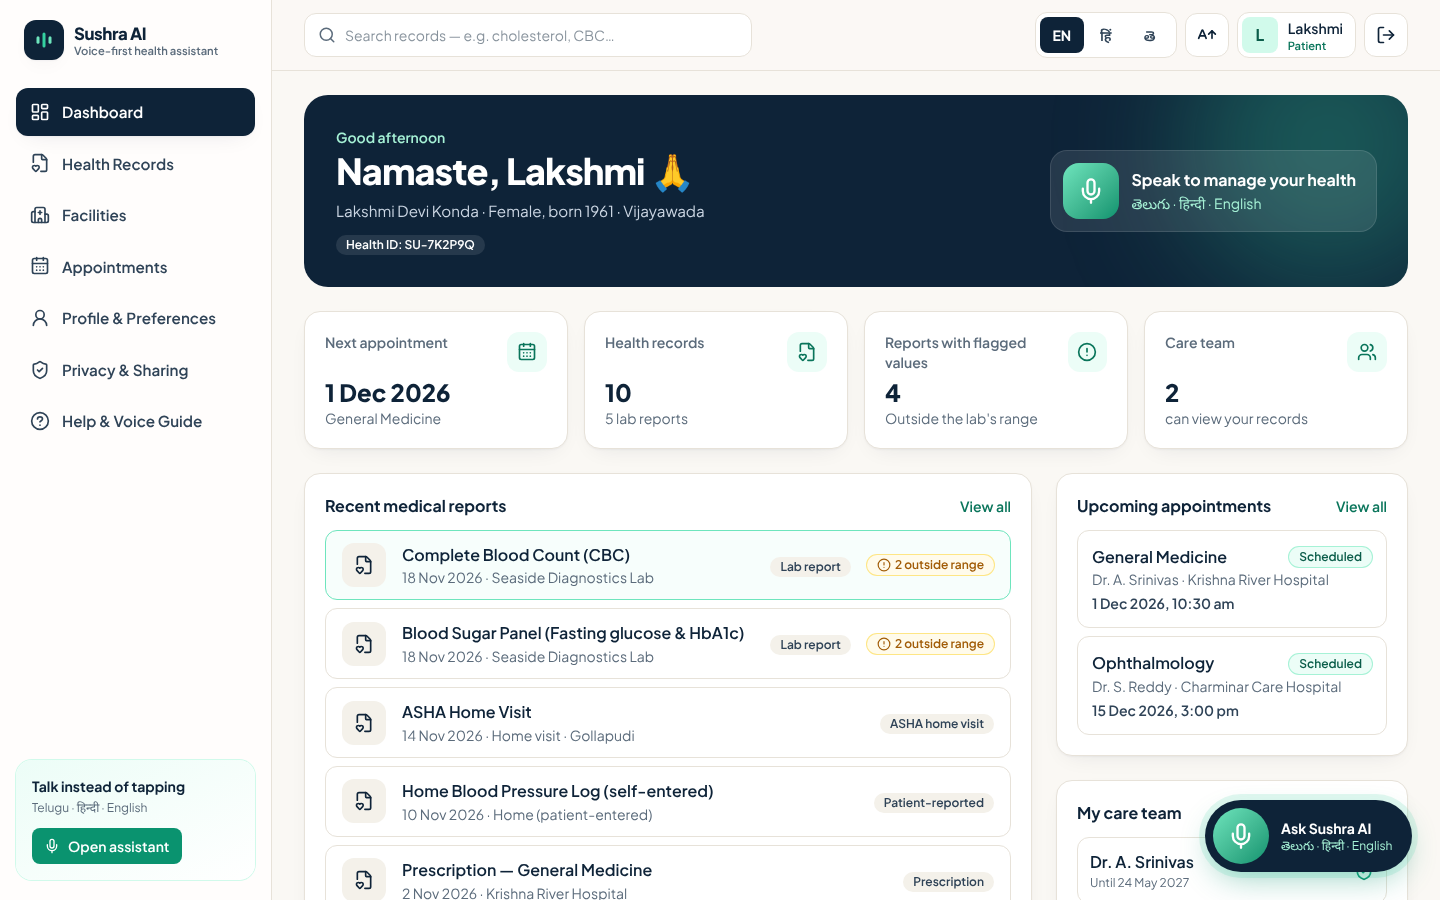 Sushra AI
Voice-first health assistant
Dashboard
Health Records
Facilities
Appointments
Profile & Preferences
Privacy & Sharing
Help & Voice Guide
Talk instead of tapping
Telugu · हिन्दी · English
Open assistant
Search records — e.g. cholesterol, CBC…
EN
हिं
తె
A↑
L
Lakshmi
Patient
Good afternoon
Namaste, Lakshmi 🙏
Lakshmi Devi Konda · Female, born 1961 · Vijayawada
Health ID: SU-7K2P9Q
Speak to manage your health
తెలుగు · हिन्दी · English
Next appointment
1 Dec 2026
General Medicine
Health records
10
5 lab reports
Reports with flagged
values
4
Outside the lab's range
Care team
2
can view your records
Recent medical reports
View all
Complete Blood Count (CBC)
18 Nov 2026 · Seaside Diagnostics Lab
Lab report
2 outside range
Blood Sugar Panel (Fasting glucose & HbA1c)
18 Nov 2026 · Seaside Diagnostics Lab
Lab report
2 outside range
ASHA Home Visit
14 Nov 2026 · Home visit · Gollapudi
ASHA home visit
Home Blood Pressure Log (self-entered)
10 Nov 2026 · Home (patient-entered)
Patient-reported
Prescription — General Medicine
2 Nov 2026 · Krishna River Hospital
Prescription
Upcoming appointments
View all
General Medicine
Scheduled
Dr. A. Srinivas · Krishna River Hospital
1 Dec 2026, 10:30 am
Ophthalmology
Scheduled
Dr. S. Reddy · Charminar Care Hospital
15 Dec 2026, 3:00 pm
My care team
Dr. A. Srinivas
Until 24 May 2027
Ask Sushra AI
తెలుగు · हिन्दी · English